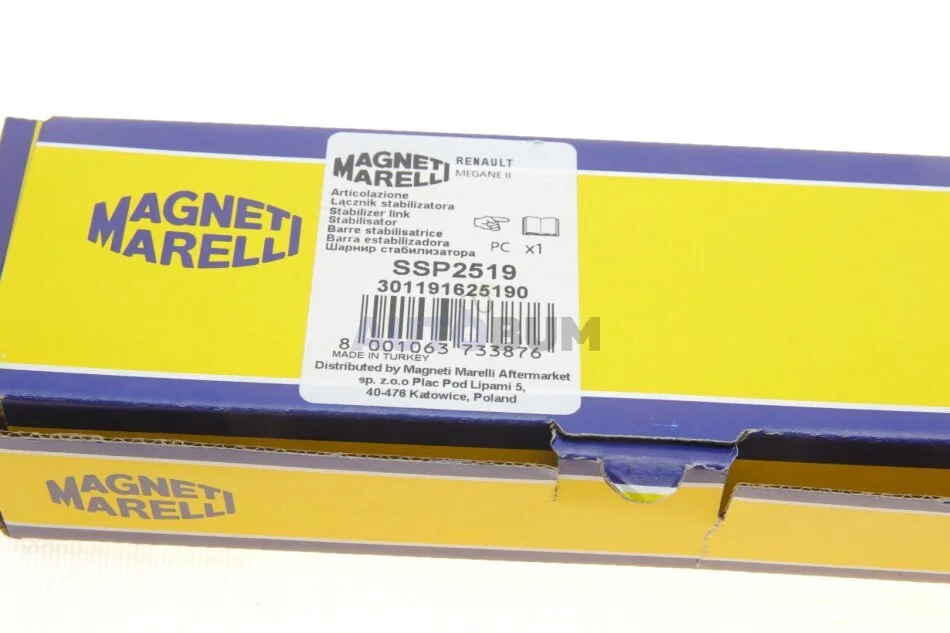 MAGNETI
MARELLI
MAGNETI
MARELLI
RENAULT
MEGANE II
Articolazione
Łącznik stabilizatora
Stabilizer link
Stabilisator
Barre stabilisatrice
Barra estabilizadora
Шарнир стабилизатора
PC x1
SSP2519
301191625190
8 001063 733876
MADE IN TURKEY
Distributed by Magneti Marelli Aftermarket
sp. z.o.o Plac Pod Lipami 5,
40-476 Katowice, Poland
AVTOBUM
MAGNETI
MARELLI